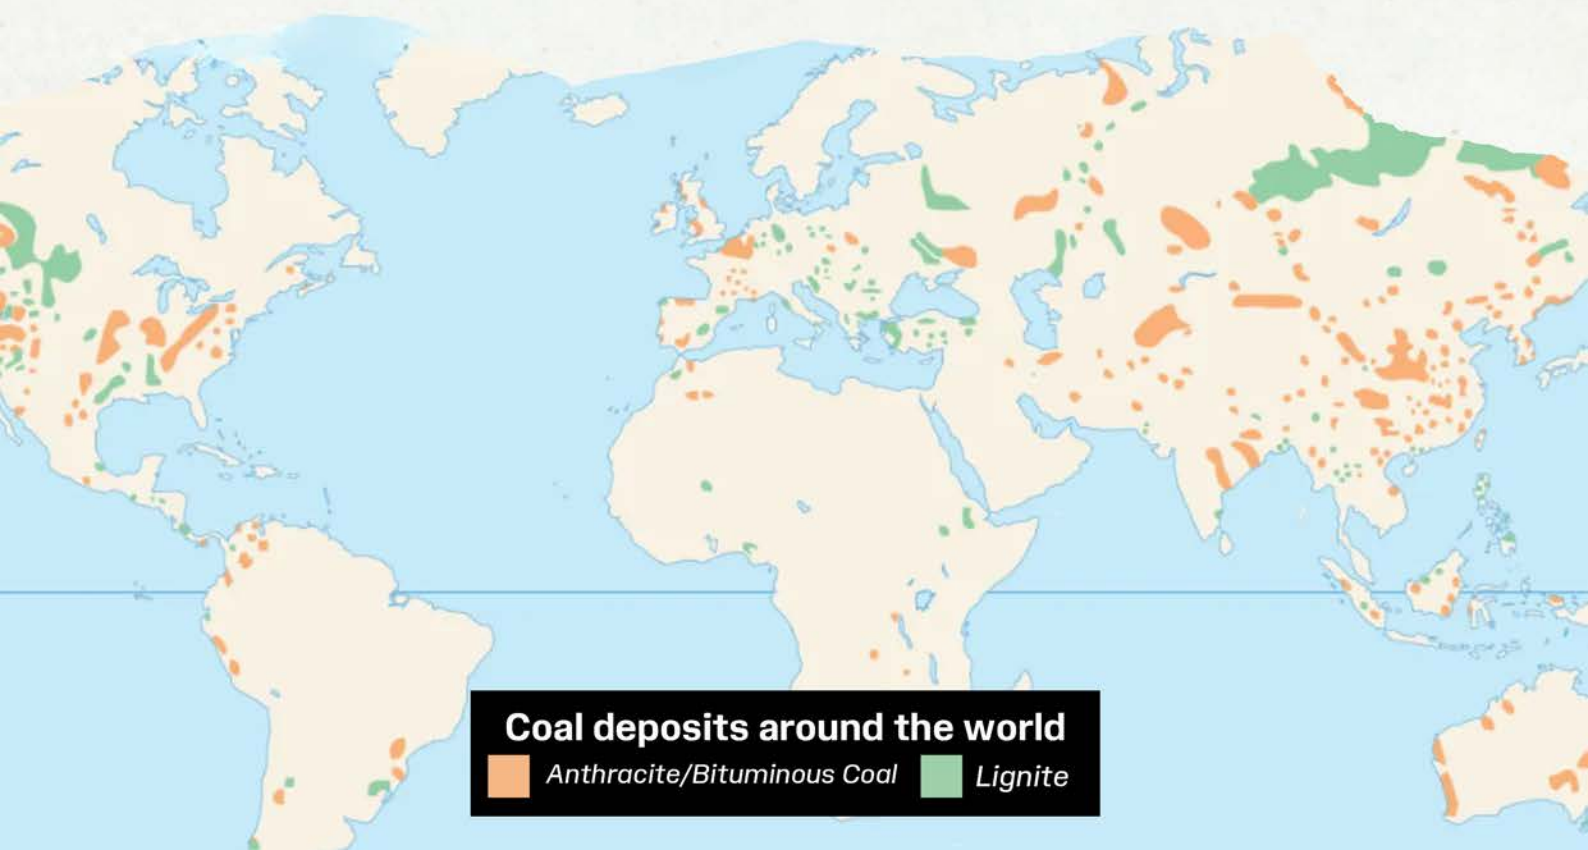 Coal deposits around the world
Anthracite/Bituminous Coal
Lignite